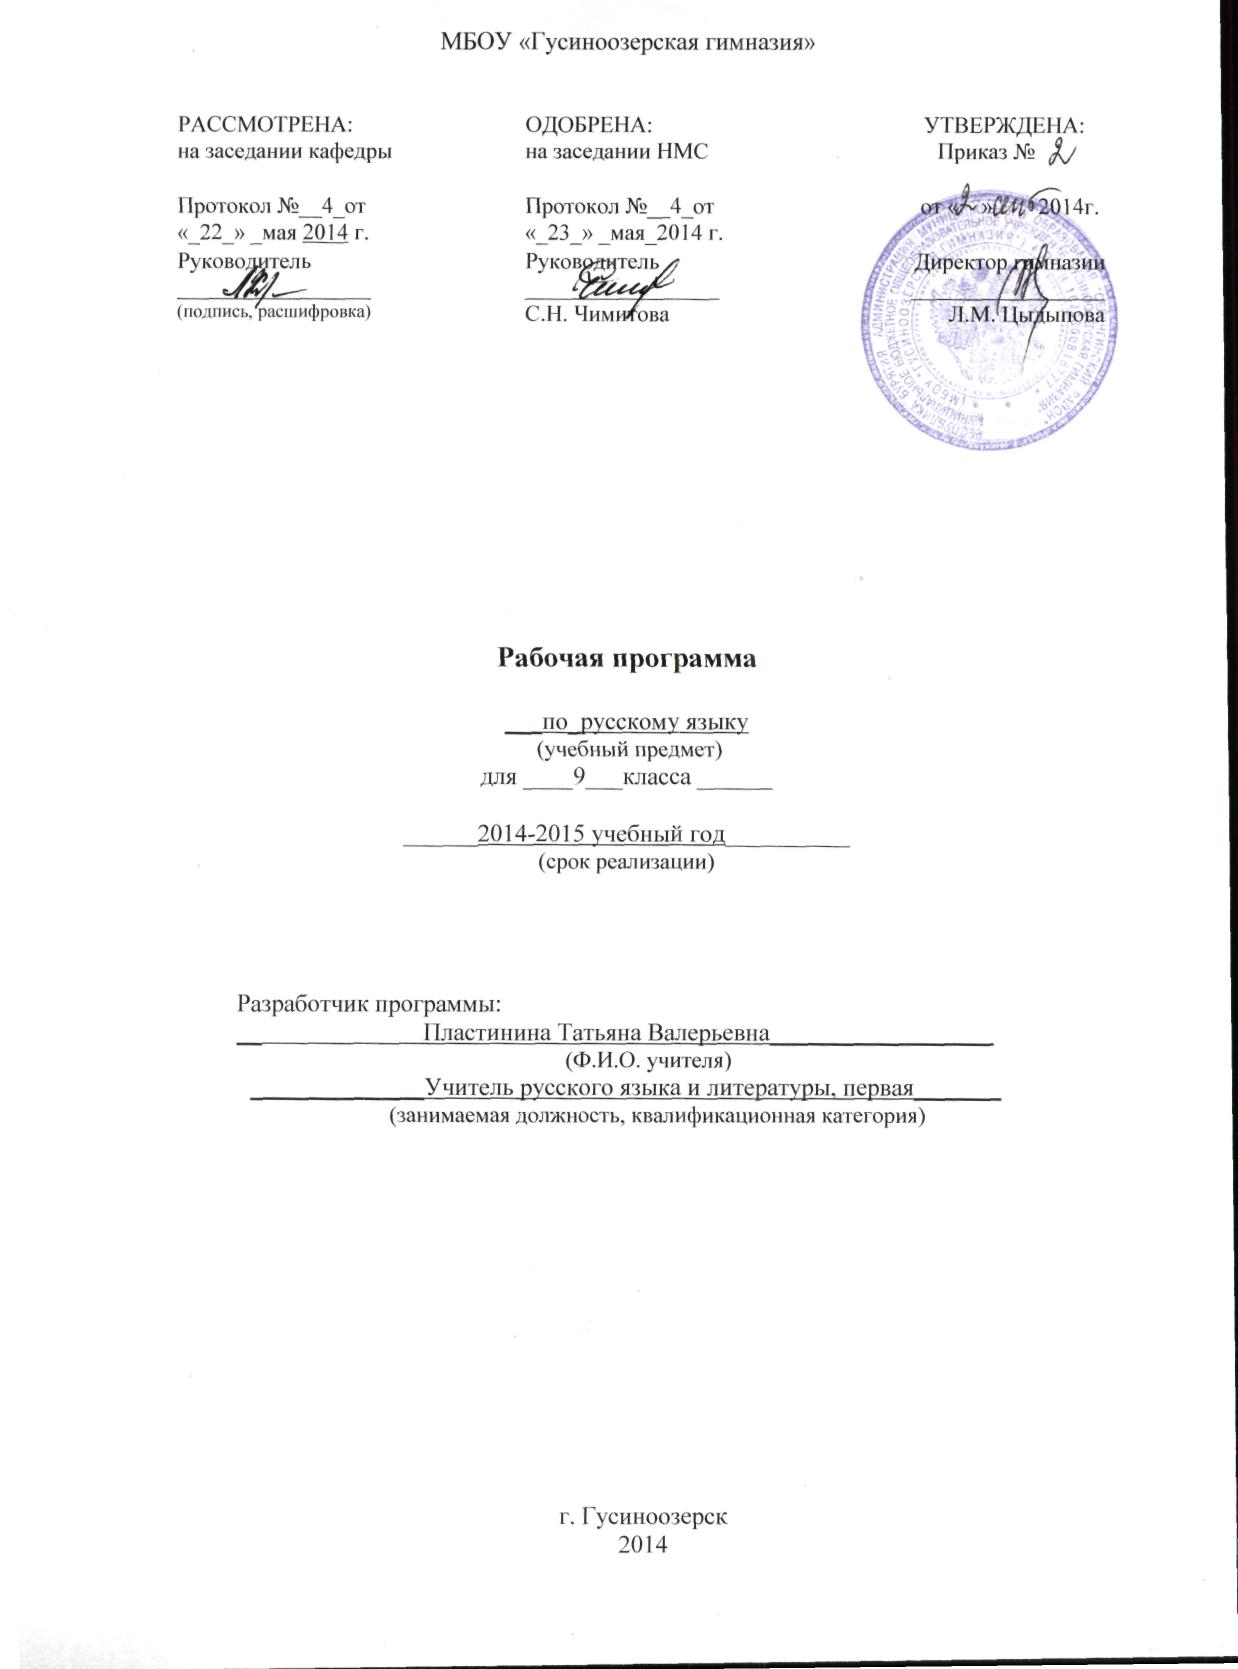 МБОУ «Гусиноозерская гимназия»
РАССМОТРЕНА:
на заседании кафедры
Протокол №__4_от
«_22_» _мая 2014 г.
Руководитель
(подпись, расшифровка)
ОДОБРЕНА:
на заседании НМС
Протокол №__4_от
«_23_» _мая_2014 г.
Руководитель
С.Н. Чимитова
УТВЕРЖДЕНА:
Приказ № 2
от «2» сент 2014г.
Директор гимназии
Л.М. Цыдыпова
Рабочая программа
___по_русскому языку
(учебный предмет)
для ____9___класса ______
______2014-2015 учебный год__________
(срок реализации)
Разработчик программы:
Пластинина Татьяна Валерьевна
(Ф.И.О. учителя)
Учитель русского языка и литературы, первая
(занимаемая должность, квалификационная категория)
г. Гусиноозерск
2014